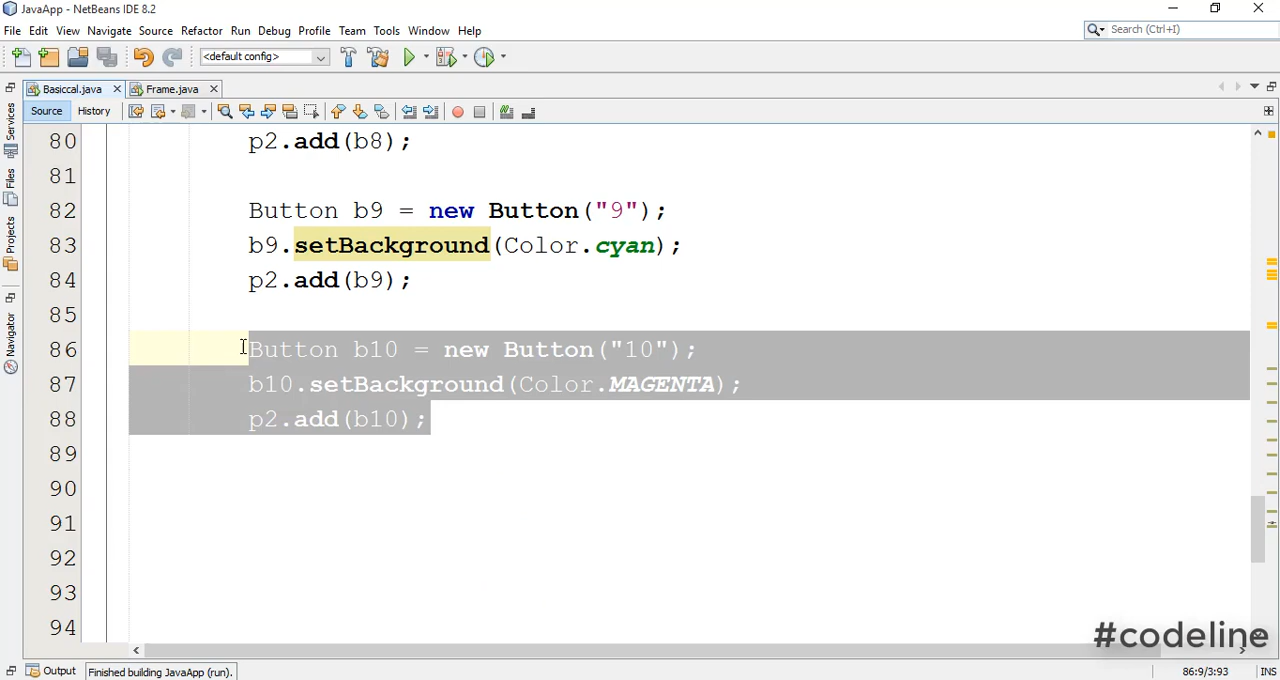 JavaApp - NetBeans IDE 8.2
File Edit View Navigate Source Refactor Run Debug Profile Team Tools Window Help
Search (Ctrl+I)
<default config>
Basiccal.java Frame.java
Source History
Services
Files
Projects
Navigator
80 p2.add(b8);
81
82 Button b9 = new Button("9");
83 b9.setBackground(Color.cyan);
84 p2.add(b9);
85
86 Button b10 = new Button("10");
87 b10.setBackground(Color.MAGENTA);
88 p2.add(b10);
89
90
91
92
93
94
#codeline
Output Finished building JavaApp (run).
86:9/3:93 INS